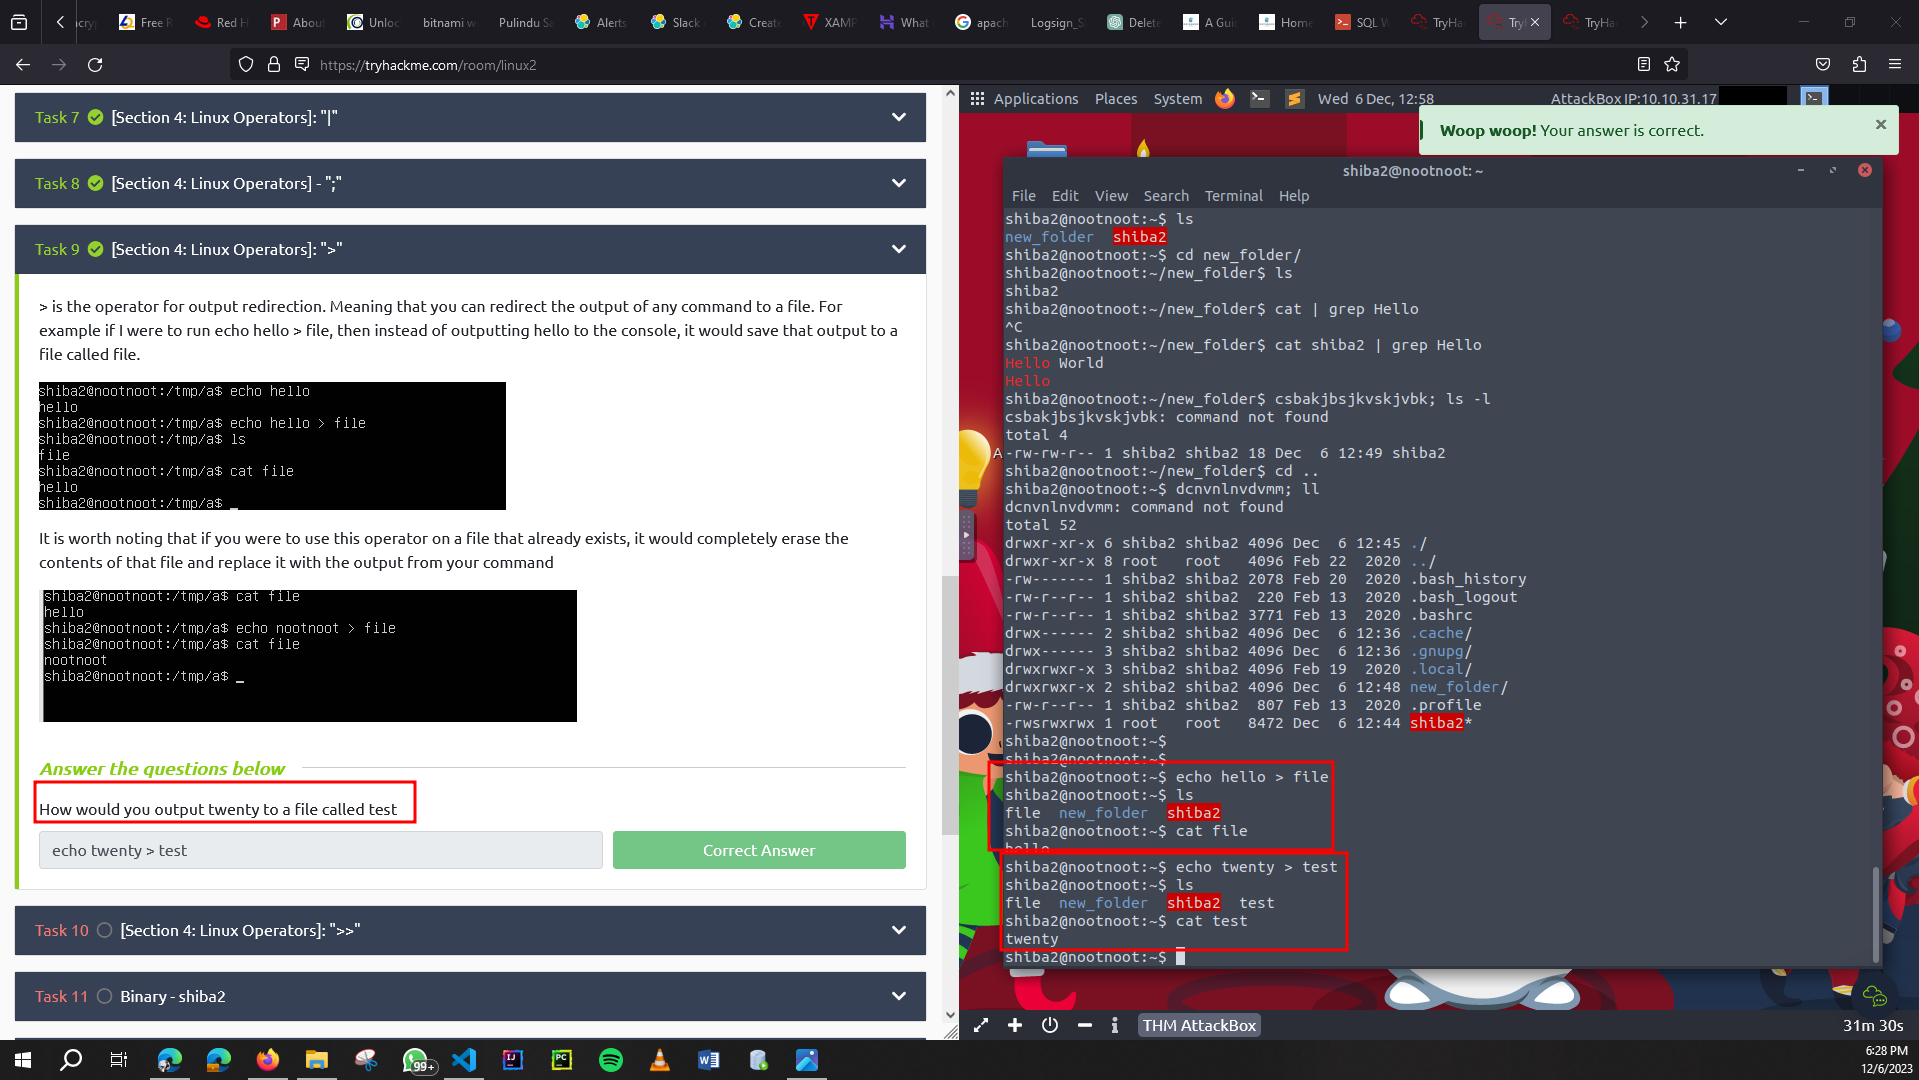 Free R
Red H
About
Unloc
bitnami w
Pulindu Sa
Alerts
Slack
Create
XAMP
What
apach
Logsign_S
Delete
A Gui
Home
SQL W
TryHa
Try
TryHa
https://tryhackme.com/room/linux2
Task 7 [Section 4: Linux Operators]: "|"
Task 8 [Section 4: Linux Operators] - ";"
Task 9 [Section 4: Linux Operators]: ">"
> is the operator for output redirection. Meaning that you can redirect the output of any command to a file. For
example if I were to run echo hello > file, then instead of outputting hello to the console, it would save that output to a
file called file.
shiba2@nootnoot:/tmp/a$ echo hello
hello
shiba2@nootnoot:/tmp/a$ echo hello > file
shiba2@nootnoot:/tmp/a$ ls
file
shiba2@nootnoot:/tmp/a$ cat file
hello
shiba2@nootnoot:/tmp/a$ _
It is worth noting that if you were to use this operator on a file that already exists, it would completely erase the
contents of that file and replace it with the output from your command
shiba2@nootnoot:/tmp/a$ cat file
hello
shiba2@nootnoot:/tmp/a$ echo nootnoot > file
shiba2@nootnoot:/tmp/a$ cat file
nootnoot
shiba2@nootnoot:/tmp/a$ _
Answer the questions below
How would you output twenty to a file called test
echo twenty > test
Correct Answer
Task 10 [Section 4: Linux Operators]: ">>"
Task 11 Binary - shiba2
Applications Places System Wed 6 Dec, 12:58 AttackBox IP:10.10.31.17
Woop woop! Your answer is correct.
shiba2@nootnoot: ~
File Edit View Search Terminal Help
shiba2@nootnoot:~$ ls
new_folder shiba2
shiba2@nootnoot:~$ cd new_folder/
shiba2@nootnoot:~/new_folder$ ls
shiba2
shiba2@nootnoot:~/new_folder$ cat | grep Hello
^C
shiba2@nootnoot:~/new_folder$ cat shiba2 | grep Hello
Hello World
Hello
shiba2@nootnoot:~/new_folder$ csbakjbsjkvskjvbk; ls -l
csbakjbsjkvskjvbk: command not found
total 4
-rw-rw-r-- 1 shiba2 shiba2 18 Dec  6 12:49 shiba2
shiba2@nootnoot:~/new_folder$ cd ..
shiba2@nootnoot:~$ dcnvnlnvdvmm; ll
dcnvnlnvdvmm: command not found
total 52
drwxr-xr-x 6 shiba2 shiba2 4096 Dec  6 12:45 ./
drwxr-xr-x 8 root   root   4096 Feb 22  2020 ../
-rw------- 1 shiba2 shiba2 2078 Feb 20  2020 .bash_history
-rw-r--r-- 1 shiba2 shiba2  220 Feb 13  2020 .bash_logout
-rw-r--r-- 1 shiba2 shiba2 3771 Feb 13  2020 .bashrc
drwx------ 2 shiba2 shiba2 4096 Dec  6 12:36 .cache/
drwx------ 3 shiba2 shiba2 4096 Dec  6 12:36 .gnupg/
drwxrwxr-x 3 shiba2 shiba2 4096 Feb 19  2020 .local/
drwxrwxr-x 2 shiba2 shiba2 4096 Dec  6 12:48 new_folder/
-rw-r--r-- 1 shiba2 shiba2  807 Feb 13  2020 .profile
-rwsrwxrwx 1 root   root   8472 Dec  6 12:44 shiba2*
shiba2@nootnoot:~$
shiba2@nootnoot:~$
shiba2@nootnoot:~$ echo hello > file
shiba2@nootnoot:~$ ls
file new_folder shiba2
shiba2@nootnoot:~$ cat file
hello
shiba2@nootnoot:~$ echo twenty > test
shiba2@nootnoot:~$ ls
file new_folder shiba2 test
shiba2@nootnoot:~$ cat test
twenty
shiba2@nootnoot:~$
THM AttackBox
31m 30s
99+
6:28 PM
12/6/2023